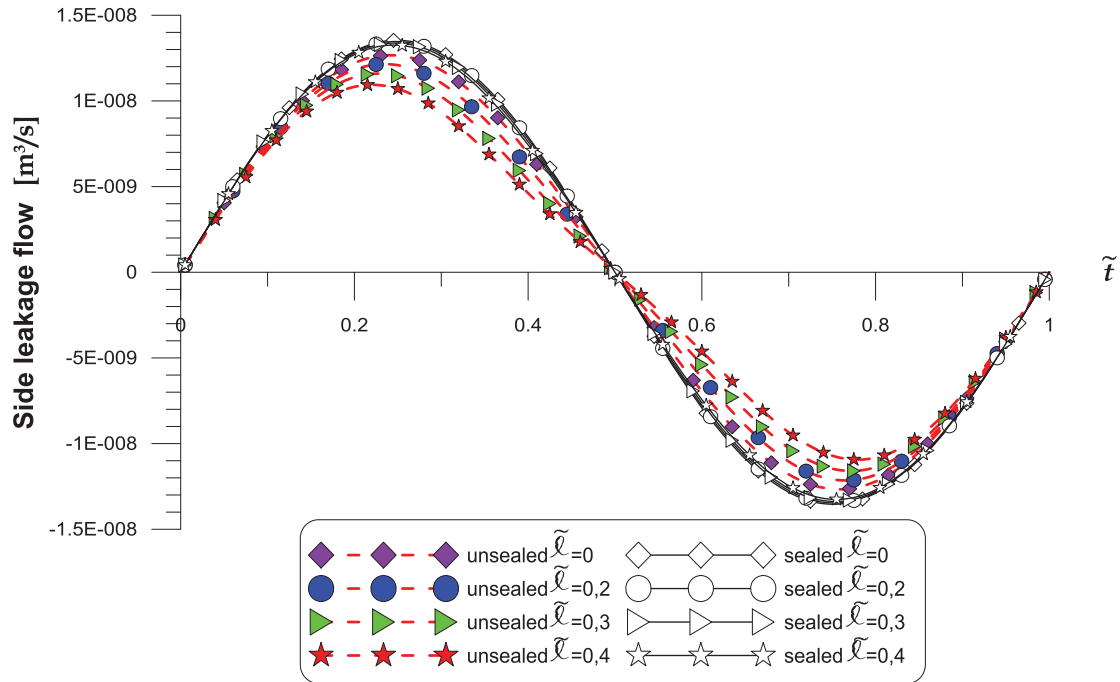 1.5E-008
1E-008
5E-009
0
-5E-009
-1E-008
-1.5E-008
Side leakage flow [m³/s]
0 0.2 0.4 0.6 0.8 1
t̃
unsealed ℓ̃=0 sealed ℓ̃=0
unsealed ℓ̃=0,2 sealed ℓ̃=0,2
unsealed ℓ̃=0,3 sealed ℓ̃=0,3
unsealed ℓ̃=0,4 sealed ℓ̃=0,4